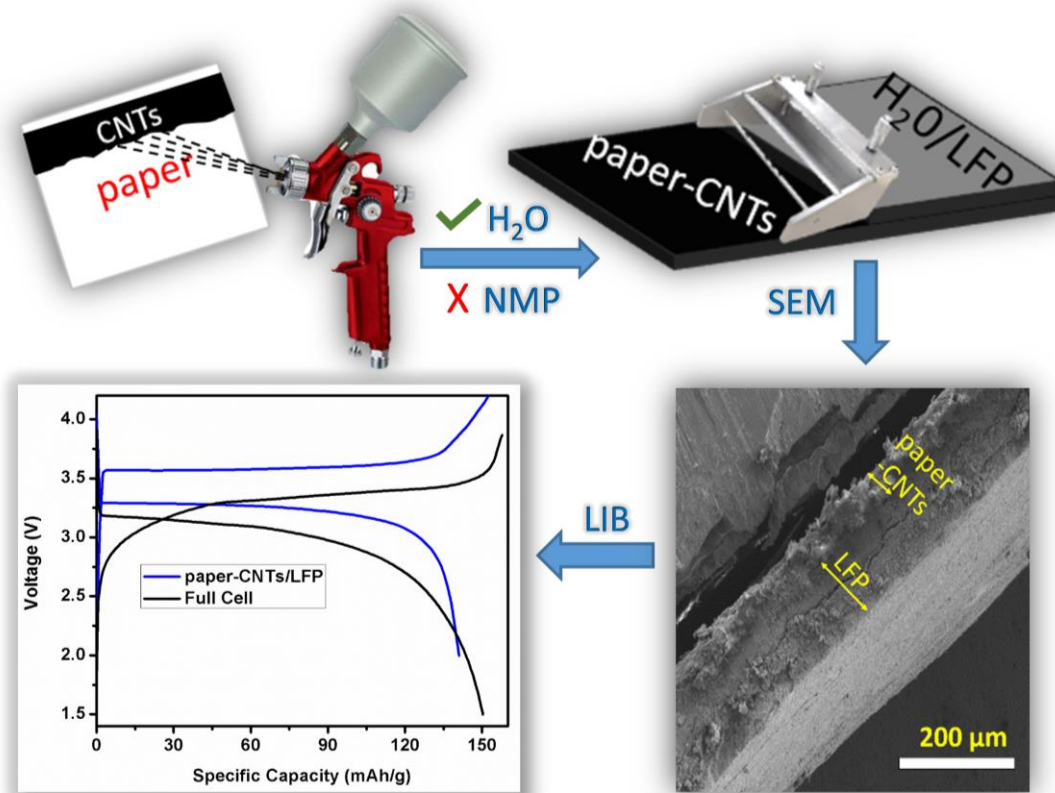 CNTs
paper
✓ H₂O
X NMP
paper-CNTs
H₂O/LFP
SEM
4.0
3.5
3.0
2.5
2.0
1.5
Voltage (V)
paper-CNTs/LFP
Full Cell
0
30
60
90
120
150
Specific Capacity (mAh/g)
LIB
paper
-CNTs
LFP
200 μm